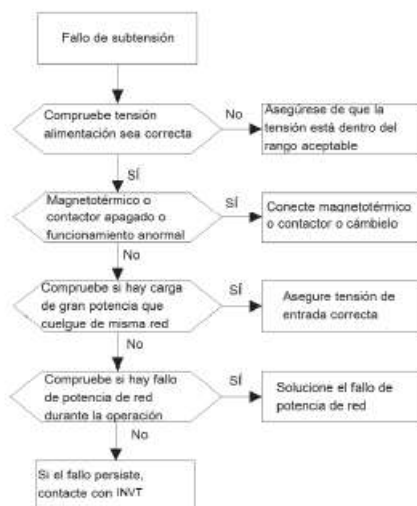 Fallo de subtensión
Compruebe tensión
alimentación sea correcta
No
Asegúrese de que la
tensión está dentro del
rango aceptable
SÍ
Magnetotérmico o
contactor apagado o
funcionamiento anormal
SÍ
Conecte magnetotérmico
o contactor o cámbielo
No
Compruebe si hay carga
de gran potencia que
cuelgue de misma red
SÍ
Asegure tensión de
entrada correcta
No
Compruebe si hay fallo
de potencia de red
durante la operación
SÍ
Solucione el fallo de
potencia de red
No
Si el fallo persiste,
contacte con INVT